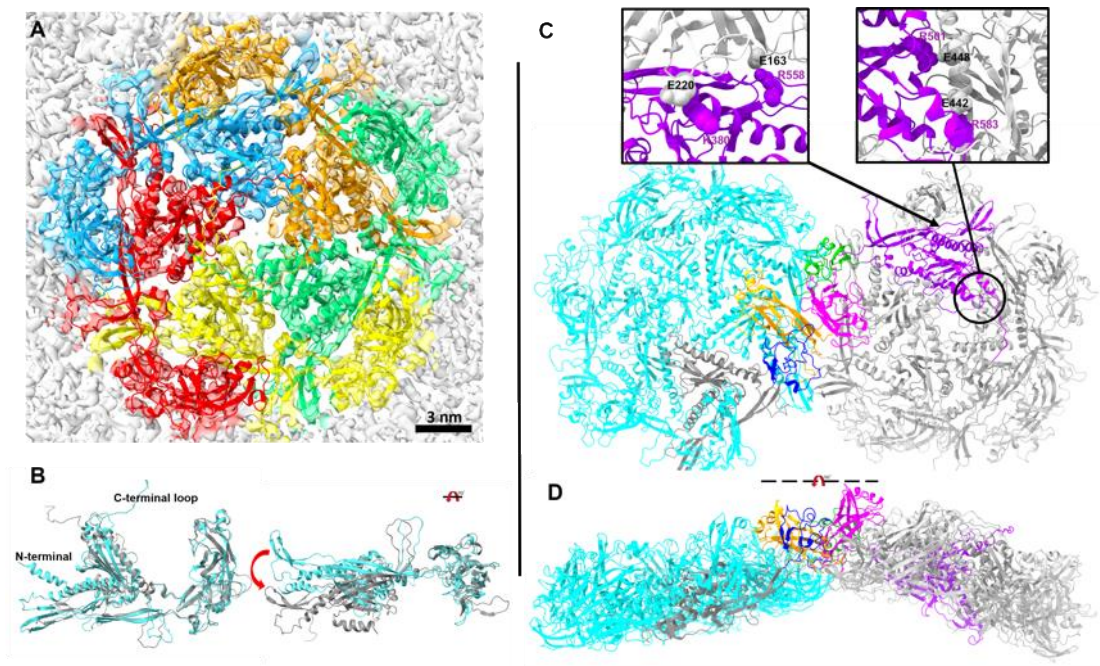 A
3 nm
B
C-terminal loop
N-terminal
C
E163
R558
E220
R380
R581
E448
E442
R583
D